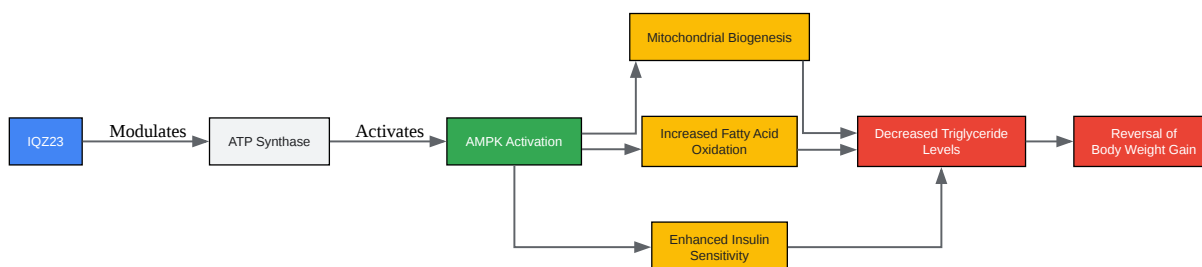 Mitochondrial Biogenesis
IQZ23
Modulates
ATP Synthase
Activates
AMPK Activation
Increased Fatty Acid
Oxidation
Decreased Triglyceride
Levels
Reversal of
Body Weight Gain
Enhanced Insulin
Sensitivity